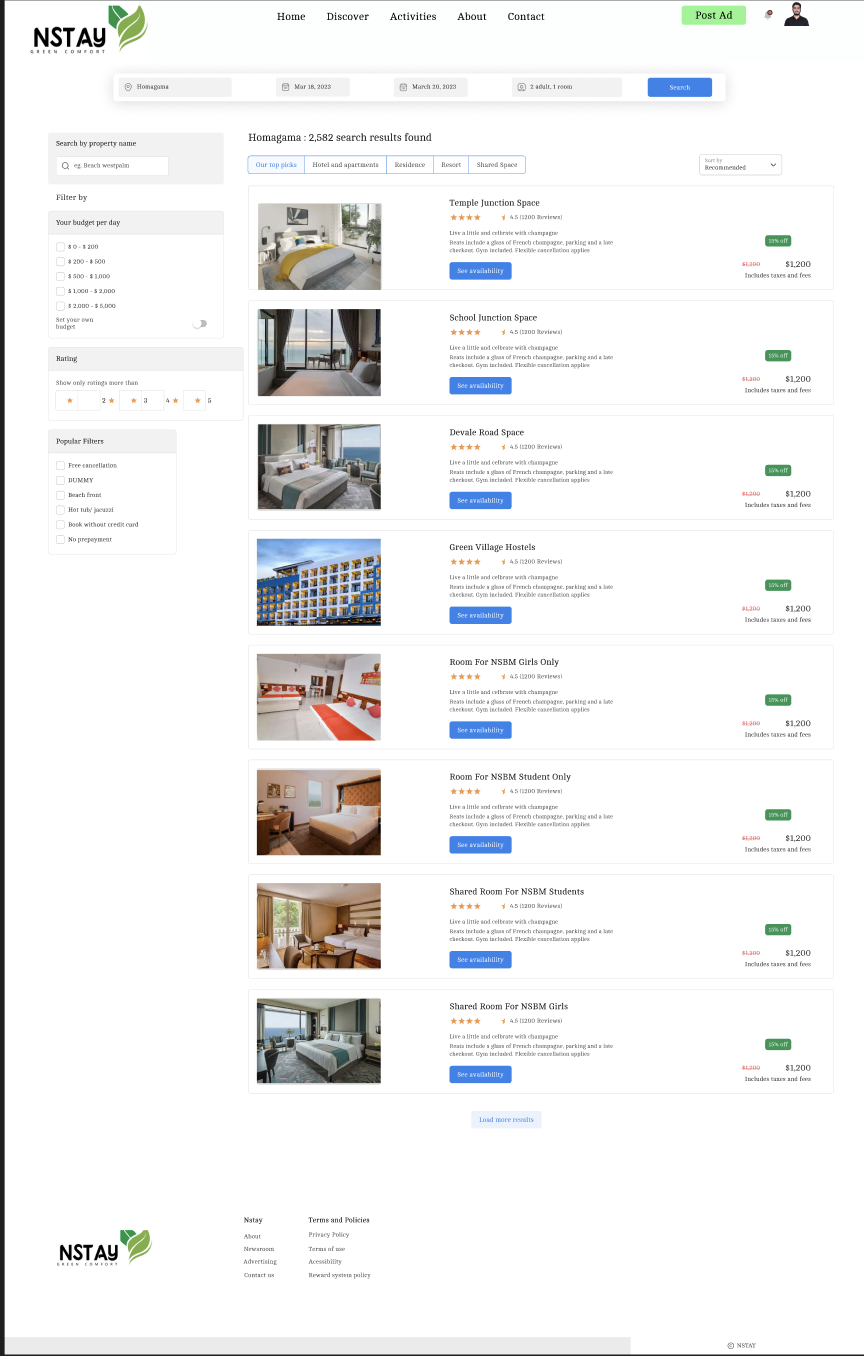 NSTAY
GREEN COMFORT
Home Discover Activities About Contact
Post Ad
Homagama
Mar 18, 2023
March 20, 2023
2 adult, 1 room
Search
Search by property name
eg. Beach westpalm
Filter by
Your budget per day
$ 0 - $ 200
$ 200 - $ 500
$ 500 - $ 1,000
$ 1,000 - $ 2,000
$ 2,000 - $ 5,000
Set your own
budget
Rating
Show only ratings more than
2 3 4 5
Popular Filters
Free cancellation
DUMMY
Beach front
Hot tub/ jacuzzi
Book without credit card
No prepayment
Homagama : 2,582 search results found
Our top picks Hotel and apartments Residence Resort Shared Space
Sort by
Recommended
Temple Junction Space
4.5 (1200 Reviews)
Live a little and celbrate with champagne
Reats include a glass of French champagne, parking and a late
checkout. Gym included. Flexible cancellation applies
See availability
15% off
$1,200 $1,200
Includes taxes and fees
School Junction Space
4.5 (1200 Reviews)
Live a little and celbrate with champagne
Reats include a glass of French champagne, parking and a late
checkout. Gym included. Flexible cancellation applies
See availability
15% off
$1,200 $1,200
Includes taxes and fees
Devale Road Space
4.5 (1200 Reviews)
Live a little and celbrate with champagne
Reats include a glass of French champagne, parking and a late
checkout. Gym included. Flexible cancellation applies
See availability
15% off
$1,200 $1,200
Includes taxes and fees
Green Village Hostels
4.5 (1200 Reviews)
Live a little and celbrate with champagne
Reats include a glass of French champagne, parking and a late
checkout. Gym included. Flexible cancellation applies
See availability
15% off
$1,200 $1,200
Includes taxes and fees
Room For NSBM Girls Only
4.5 (1200 Reviews)
Live a little and celbrate with champagne
Reats include a glass of French champagne, parking and a late
checkout. Gym included. Flexible cancellation applies
See availability
15% off
$1,200 $1,200
Includes taxes and fees
Room For NSBM Student Only
4.5 (1200 Reviews)
Live a little and celbrate with champagne
Reats include a glass of French champagne, parking and a late
checkout. Gym included. Flexible cancellation applies
See availability
15% off
$1,200 $1,200
Includes taxes and fees
Shared Room For NSBM Students
4.5 (1200 Reviews)
Live a little and celbrate with champagne
Reats include a glass of French champagne, parking and a late
checkout. Gym included. Flexible cancellation applies
See availability
15% off
$1,200 $1,200
Includes taxes and fees
Shared Room For NSBM Girls
4.5 (1200 Reviews)
Live a little and celbrate with champagne
Reats include a glass of French champagne, parking and a late
checkout. Gym included. Flexible cancellation applies
See availability
15% off
$1,200 $1,200
Includes taxes and fees
Load more results
NSTAY
GREEN COMFORT
Nstay
About
Newsroom
Advertising
Contact us
Terms and Policies
Privacy Policy
Terms of use
Acessibility
Reward system policy
© NSTAY